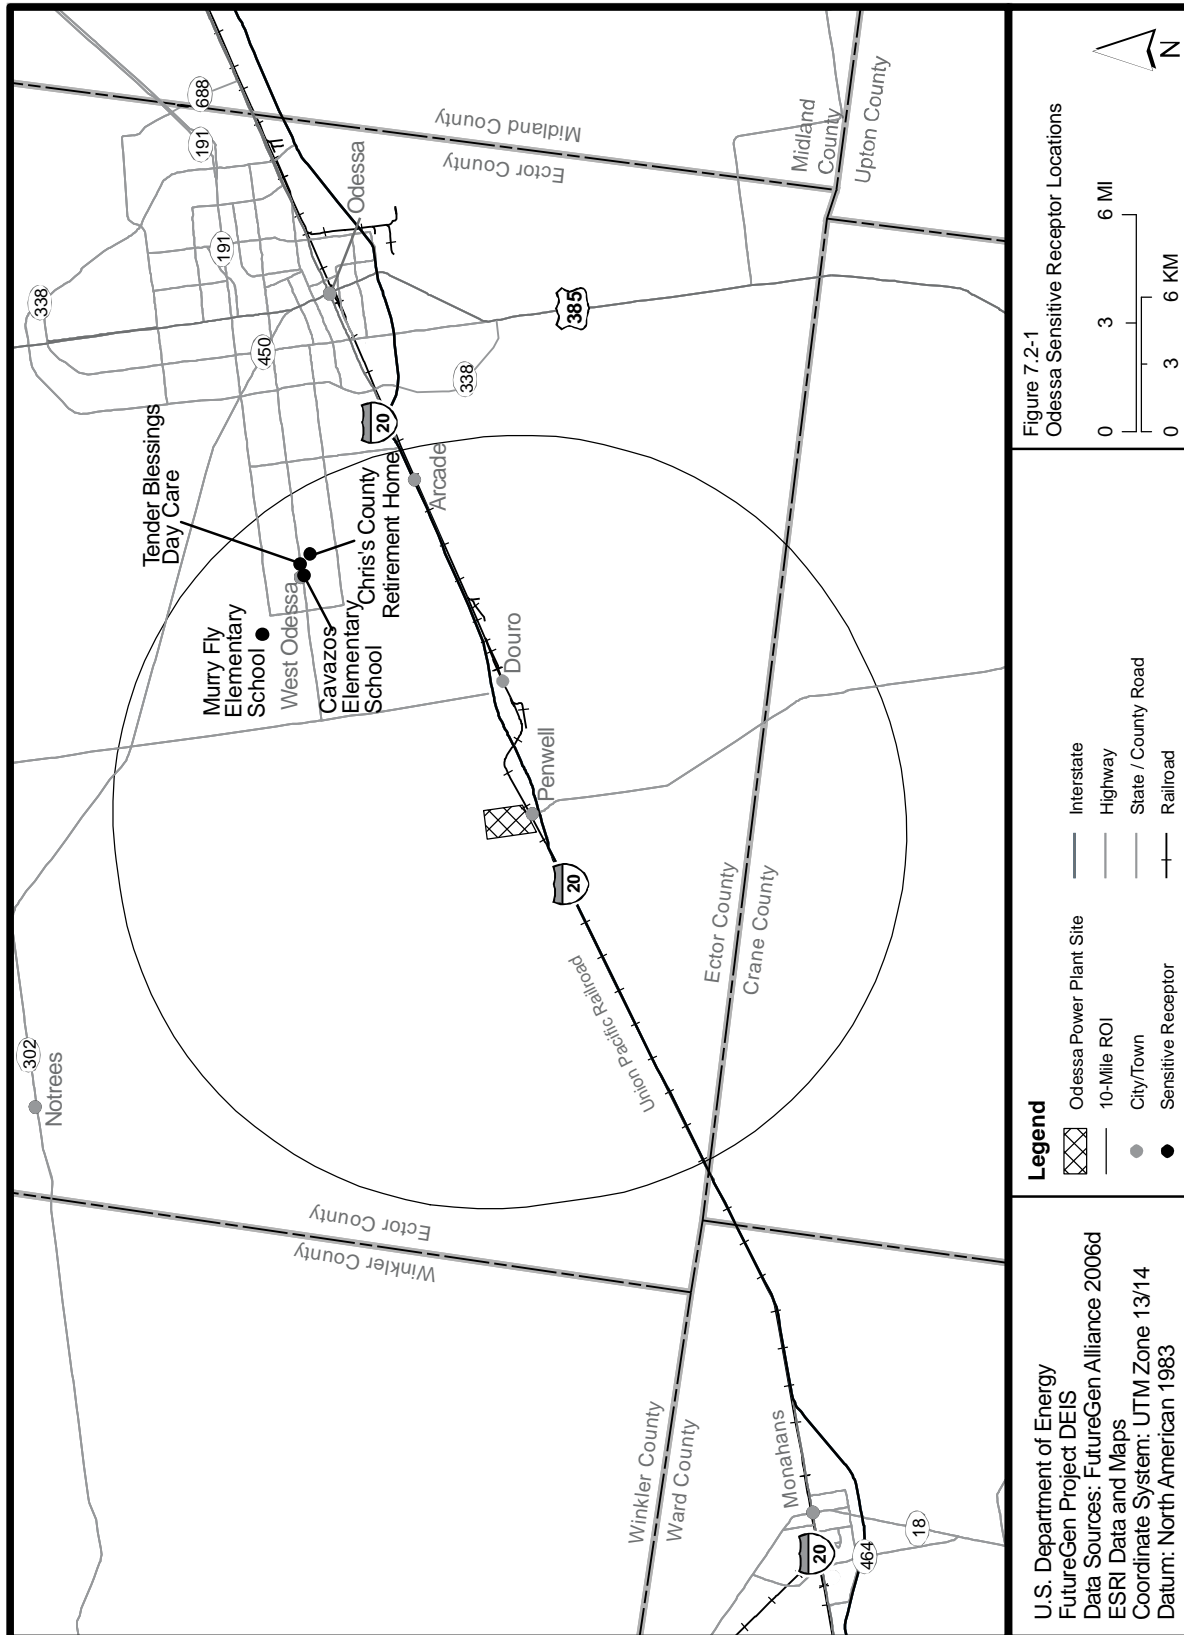 302
Notrees
338
338
191
191
688
450
Odessa
385
20
Tender Blessings
Day Care
Murry Fly
Elementary
School
West Odessa
Cavazos
Elementary
School
Chris's County
Retirement Home
Arcade
Douro
Penwell
20
Union Pacific Railroad
Midland County
Ector County
Midland
County
Upton County
Ector County
Crane County
Ector County
Winkler County
Winkler County
Ward County
Monahans
20
464
18
U.S. Department of Energy
FutureGen Project DEIS
Data Sources: FutureGen Alliance 2006d
ESRI Data and Maps
Coordinate System: UTM Zone 13/14
Datum: North American 1983
Legend
Odessa Power Plant Site
10-Mile ROI
City/Town
Sensitive Receptor
Interstate
Highway
State / County Road
Railroad
Figure 7.2-1
Odessa Sensitive Receptor Locations
0 3 6 MI
0 3 6 KM
N